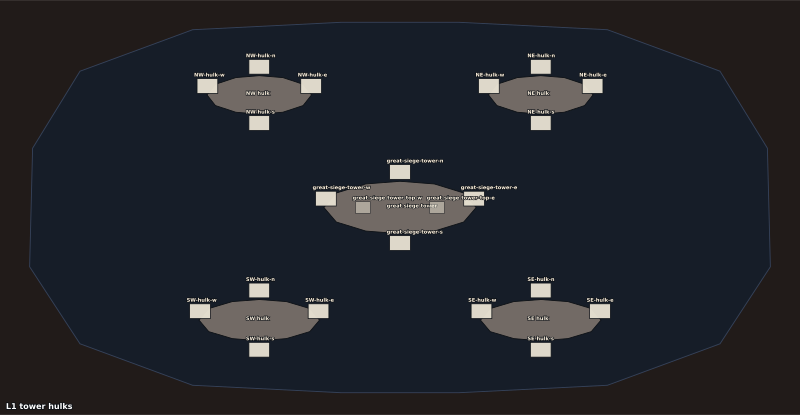 NW-hulk-n
NE-hulk-n
NW-hulk-w
NW-hulk-e
NE-hulk-w
NE-hulk-e
NW hulk
NE hulk
NW-hulk-s
NE-hulk-s
great-siege-tower-n
great-siege-tower-w
great-siege-tower-e
great-siege-tower-top-w
great-siege-tower-top-e
great siege tower
great-siege-tower-s
SW-hulk-n
SE-hulk-n
SW-hulk-w
SW-hulk-e
SE-hulk-w
SE-hulk-e
SW hulk
SE hulk
SW-hulk-s
SE-hulk-s
L1 tower hulks